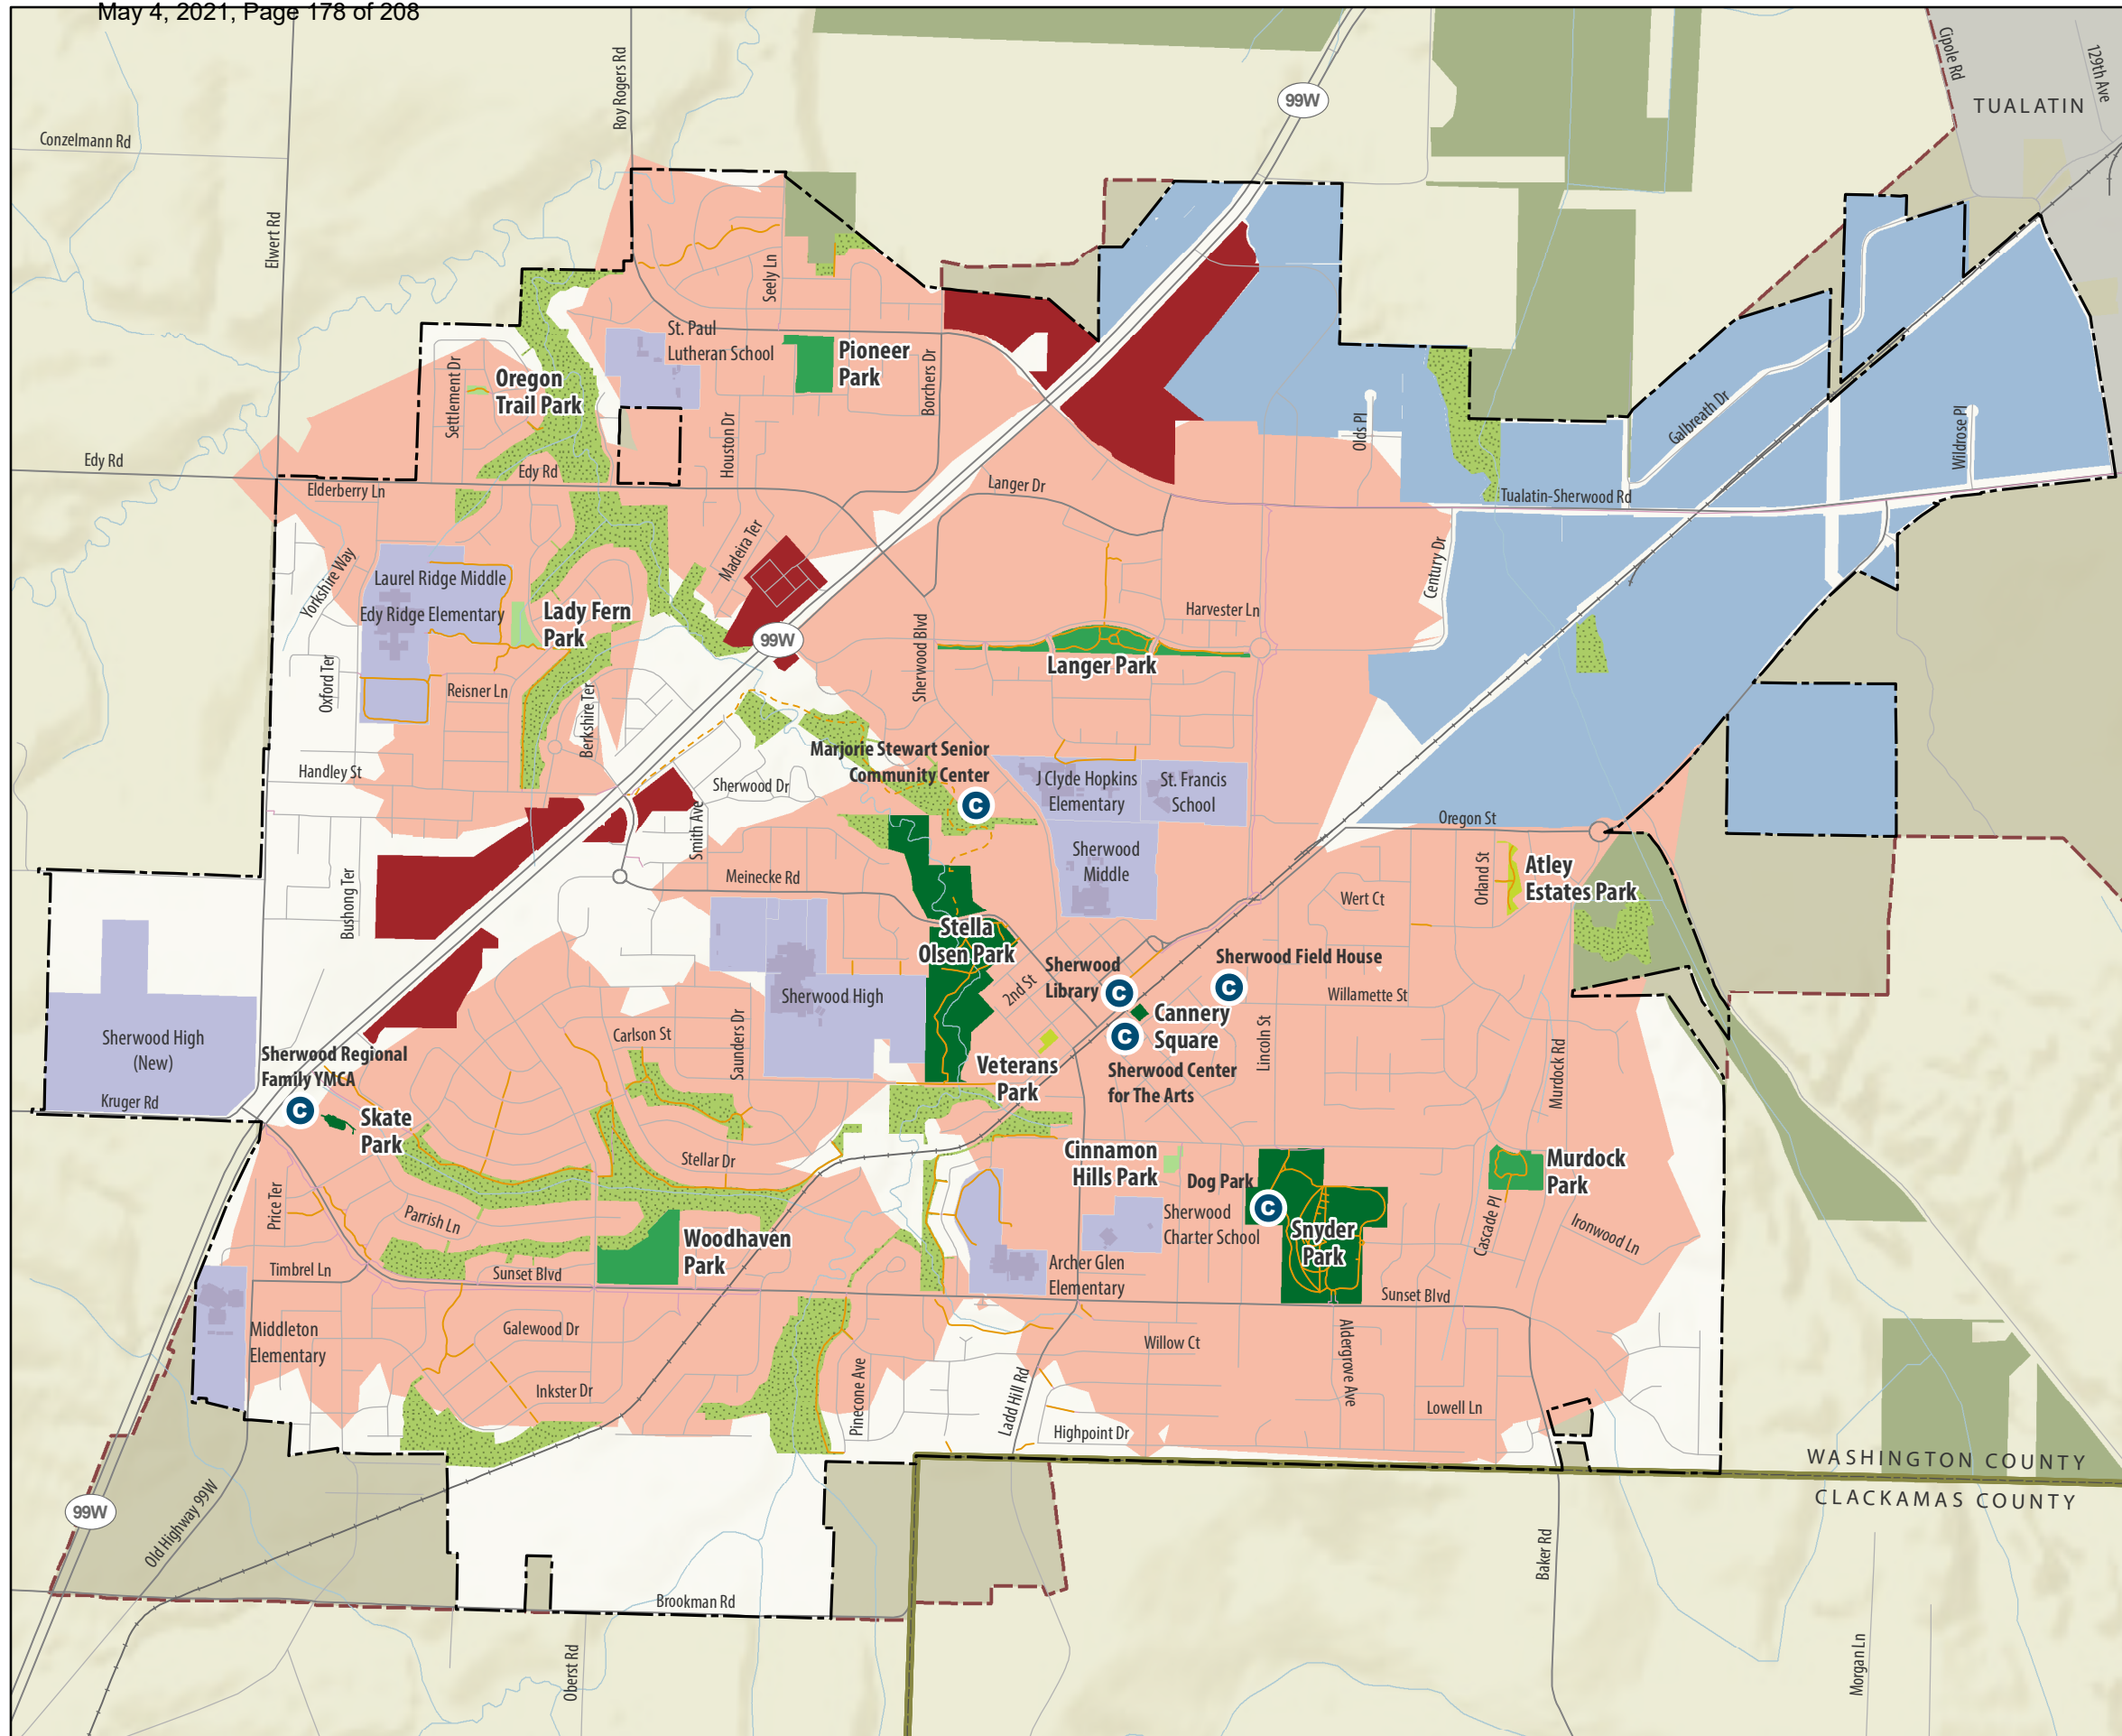 May 4, 2021, Page 178 of 208
Roy Rogers Rd
Cipole Rd
129th Ave
99W
TUALATIN
Conzelmann Rd
Elwert Rd
Seely Ln
St. Paul
Lutheran School
Pioneer
Park
Borchers Dr
Settlement Dr
Oregon
Trail Park
Houston Dr
Olds Pl
Galbreath Dr
Wildrose Pl
Edy Rd
Edy Rd
Elderberry Ln
Langer Dr
Tualatin-Sherwood Rd
Madeira Ter
Century Dr
Yorkshire Way
Laurel Ridge Middle
Edy Ridge Elementary
Lady Fern
Park
99W
Harvester Ln
Sherwood Blvd
Langer Park
Oxford Ter
Reisner Ln
Berkshire Ter
Marjorie Stewart Senior
Community Center
C
Handley St
Sherwood Dr
J Clyde Hopkins
Elementary
St. Francis
School
Smith Ave
Oregon St
Sherwood
Middle
Orland St
Atley
Estates Park
Meinecke Rd
Bushong Ter
Wert Ct
Stella
Olsen Park
Sherwood
Library
C
Sherwood Field House
C
2nd St
Willamette St
Sherwood High
Cannery
Square
C
Sherwood Center
for The Arts
Lincoln St
Carlson St
Saunders Dr
Sherwood High
(New)
Sherwood Regional
Family YMCA
C
Veterans
Park
Murdock Rd
Kruger Rd
Skate
Park
Stellar Dr
Cinnamon
Hills Park
Dog Park
C
Murdock
Park
Price Ter
Parrish Ln
Sherwood
Charter School
Snyder
Park
Cascade Pl
Ironwood Ln
Woodhaven
Park
Timbrel Ln
Sunset Blvd
Archer Glen
Elementary
Sunset Blvd
Middleton
Elementary
Galewood Dr
Willow Ct
Aldergrove Ave
Inkster Dr
Pinecone Ave
Ladd Hill Rd
Lowell Ln
Highpoint Dr
WASHINGTON COUNTY
CLACKAMAS COUNTY
99W
Old Highway 99W
Baker Rd
Brookman Rd
Oberst Rd
Morgan Ln